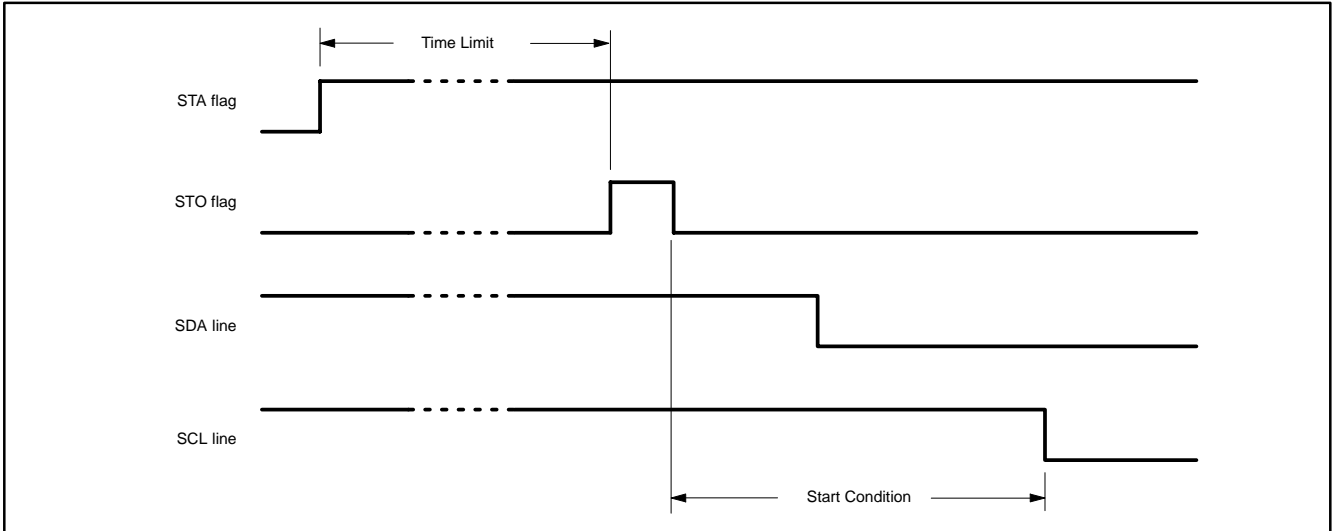 Time Limit
STA flag
STO flag
SDA line
SCL line
Start Condition